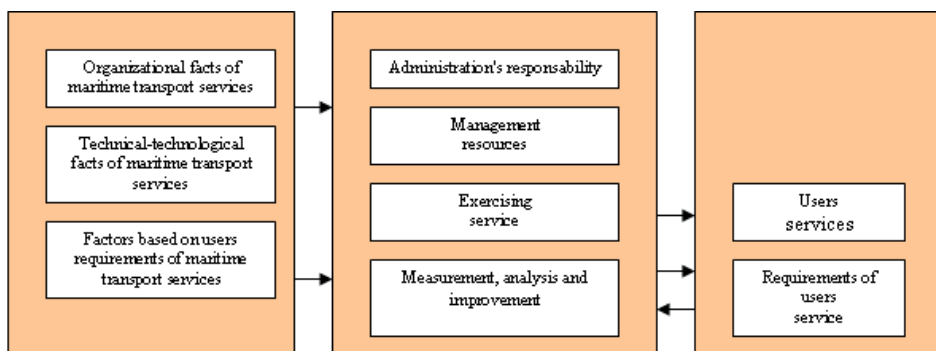 Organizational facts of
maritime transport services
Technical-technological
facts of maritime transport
services
Factors based on users
requirements of maritime
transport services
Administration's responsability
Management
resources
Exercising
service
Measurement, analysis and
improvement
Users
services
Requirements of
users
service